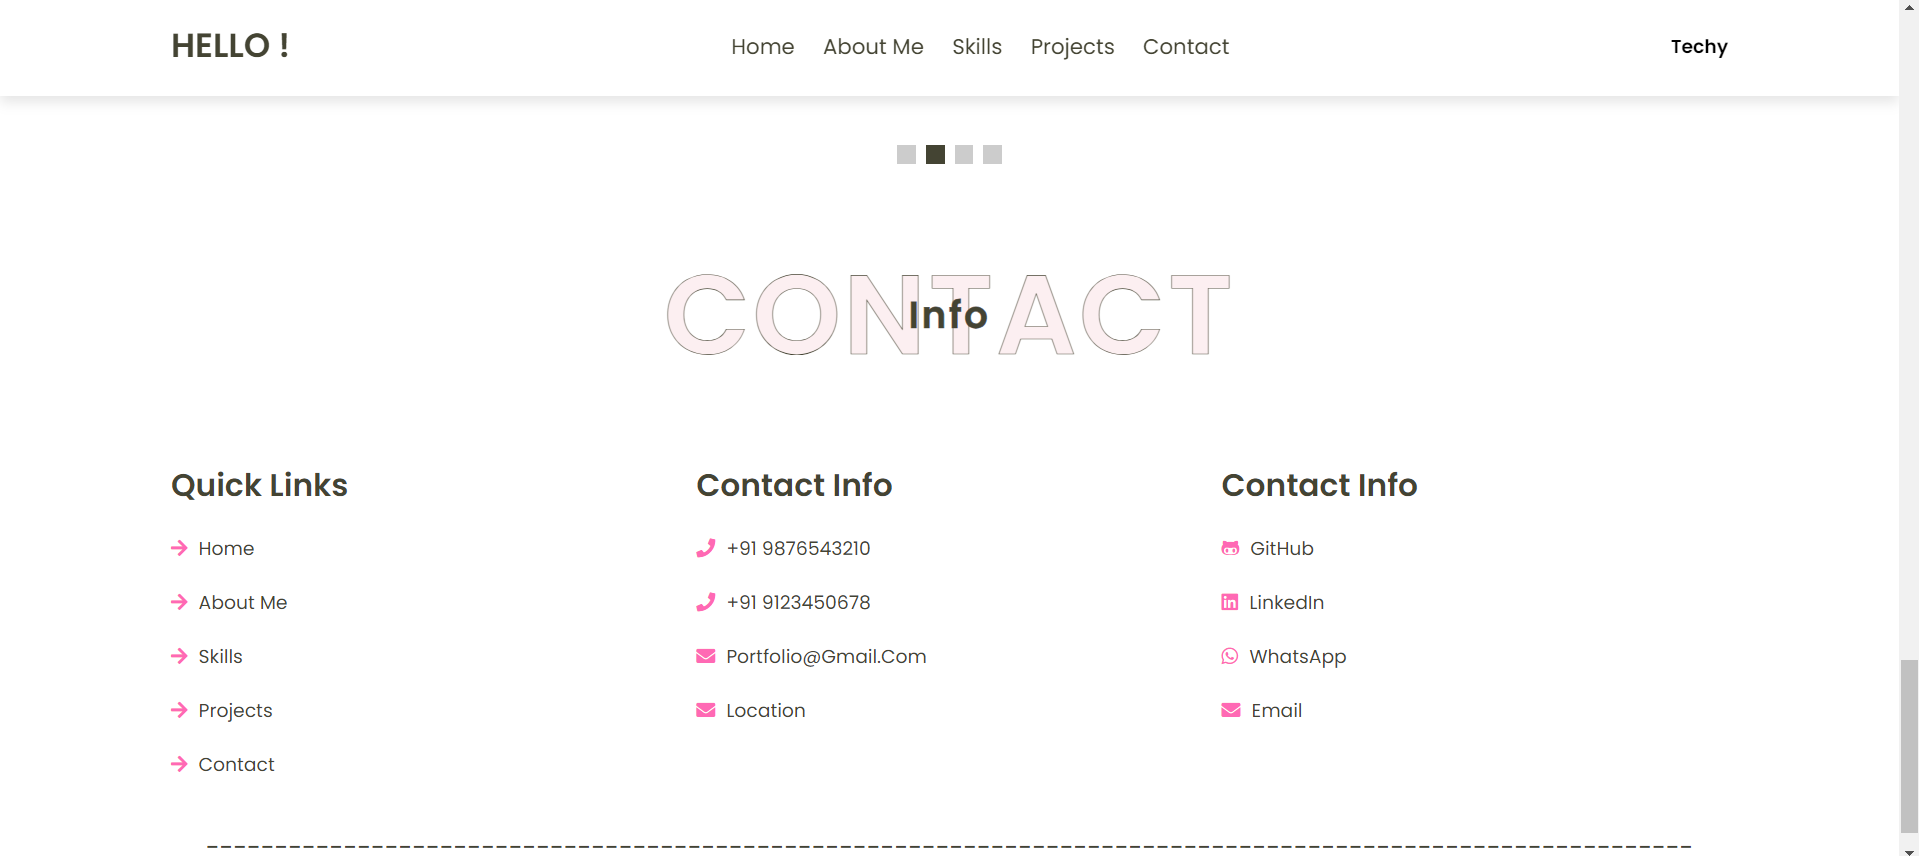 HELLO !
Home About Me Skills Projects Contact
Techy
CONTACT
Info
Quick Links
Home
About Me
Skills
Projects
Contact
Contact Info
+91 9876543210
+91 9123450678
Portfolio@Gmail.Com
Location
Contact Info
GitHub
LinkedIn
WhatsApp
Email